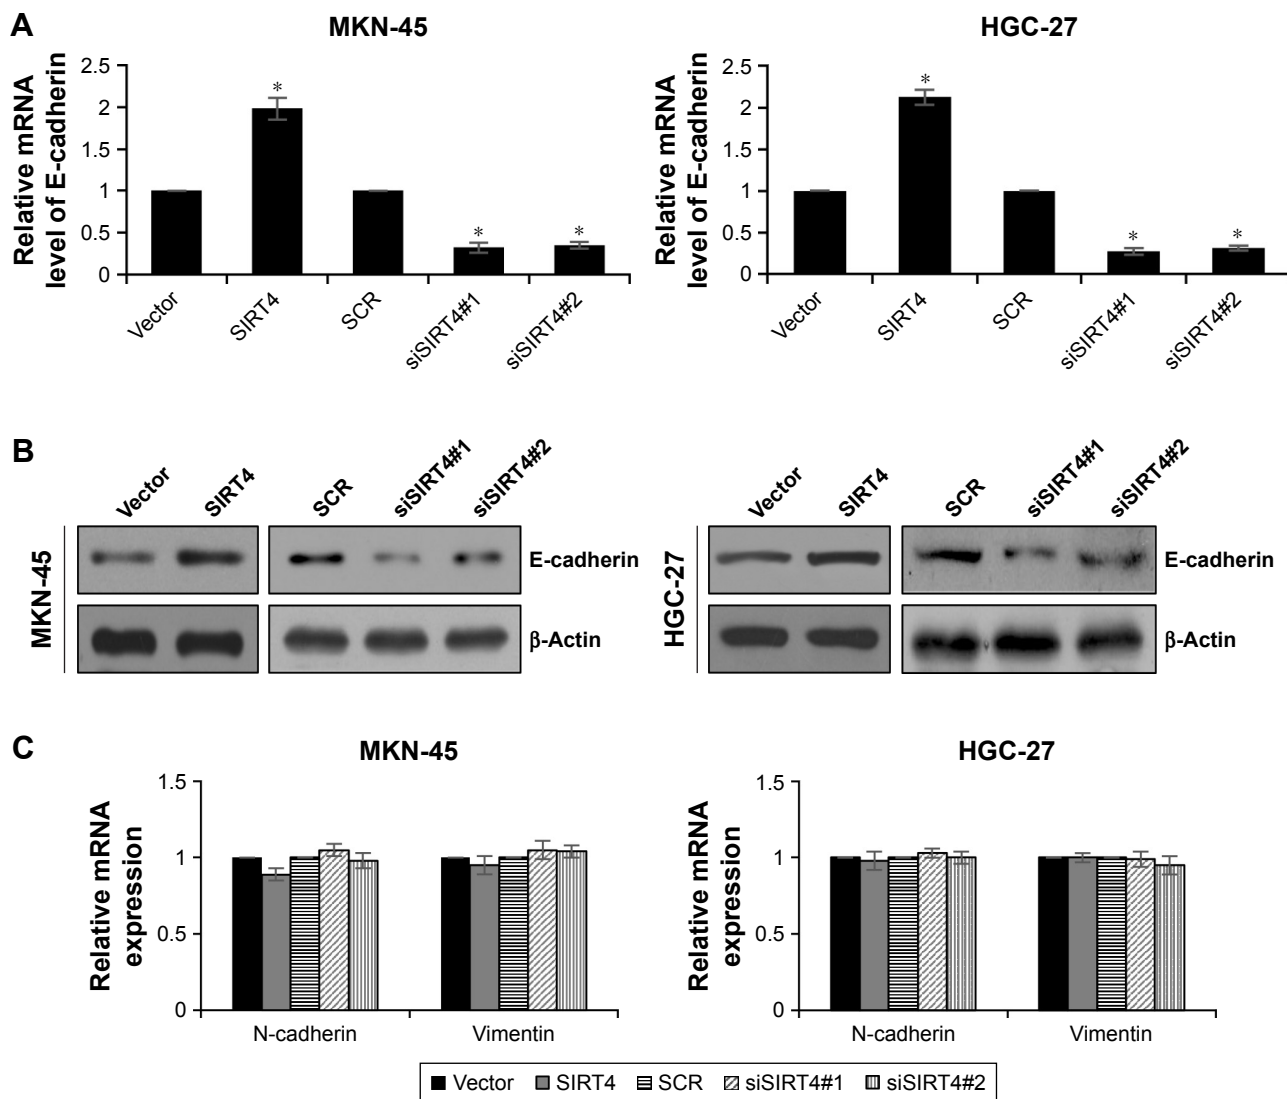 A
MKN-45
HGC-27
Relative mRNA
level of E-cadherin
2.5
2
1.5
1
0.5
0
*
*
*
Vector
SIRT4
SCR
siSIRT4#1
siSIRT4#2
Relative mRNA
level of E-cadherin
2.5
2
1.5
1
0.5
0
*
*
*
Vector
SIRT4
SCR
siSIRT4#1
siSIRT4#2
B
MKN-45
Vector
SIRT4
SCR
siSIRT4#1
siSIRT4#2
E-cadherin
β-Actin
HGC-27
Vector
SIRT4
SCR
siSIRT4#1
siSIRT4#2
E-cadherin
β-Actin
C
MKN-45
Relative mRNA
expression
1.5
1
0.5
0
N-cadherin
Vimentin
HGC-27
Relative mRNA
expression
1.5
1
0.5
0
N-cadherin
Vimentin
Vector SIRT4 SCR siSIRT4#1 siSIRT4#2